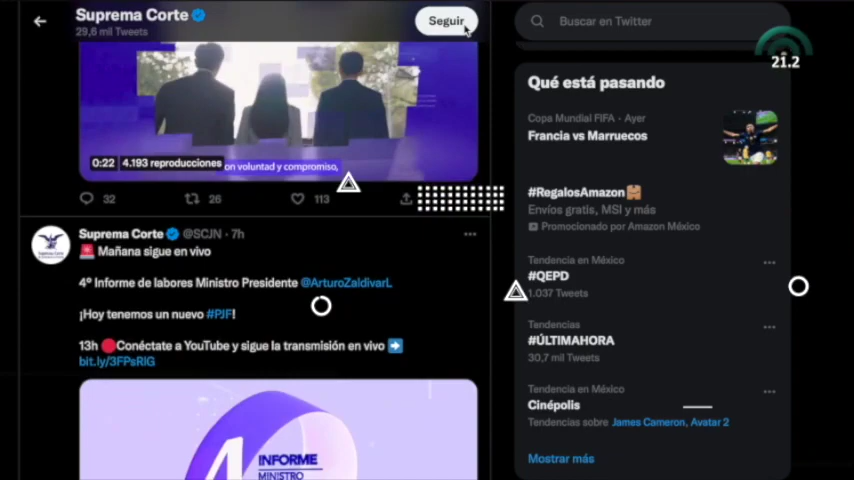 Suprema Corte
29,6 mil Tweets
Seguir
Buscar en Twitter
21.2
0:22 4.193 reproducciones
on voluntad y compromiso,
32 26 113
Suprema Corte @SCJN · 7h
Mañana sigue en vivo
4° Informe de labores Ministro Presidente @ArturoZaldivarL
¡Hoy tenemos un nuevo #PJF!
13h Conéctate a YouTube y sigue la transmisión en vivo
bit.ly/3FPsRlG
4
INFORME
MINISTRO
Qué está pasando
Copa Mundial FIFA · Ayer
Francia vs Marruecos
#RegalosAmazon
Envíos gratis, MSI y más
Promocionado por Amazon México
Tendencia en México
#QEPD
1.037 Tweets
Tendencias
#ÚLTIMAHORA
30,7 mil Tweets
Tendencia en México
Cinépolis
Tendencias sobre James Cameron, Avatar 2
Mostrar más